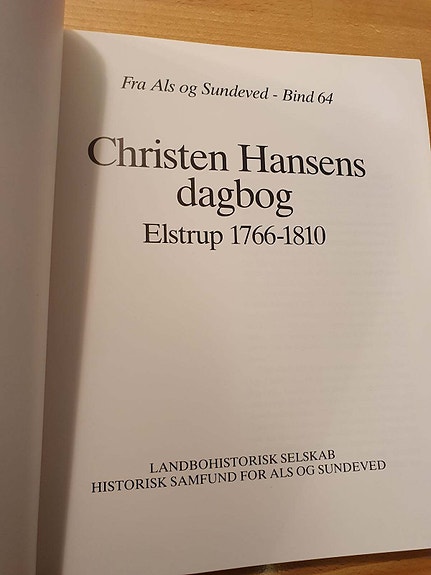 Fra Als og Sundeved - Bind 64
Christen Hansens
dagbog
Elstrup 1766-1810
LANDBOHISTORISK SELSKAB
HISTORISK SAMFUND FOR ALS OG SUNDEVED